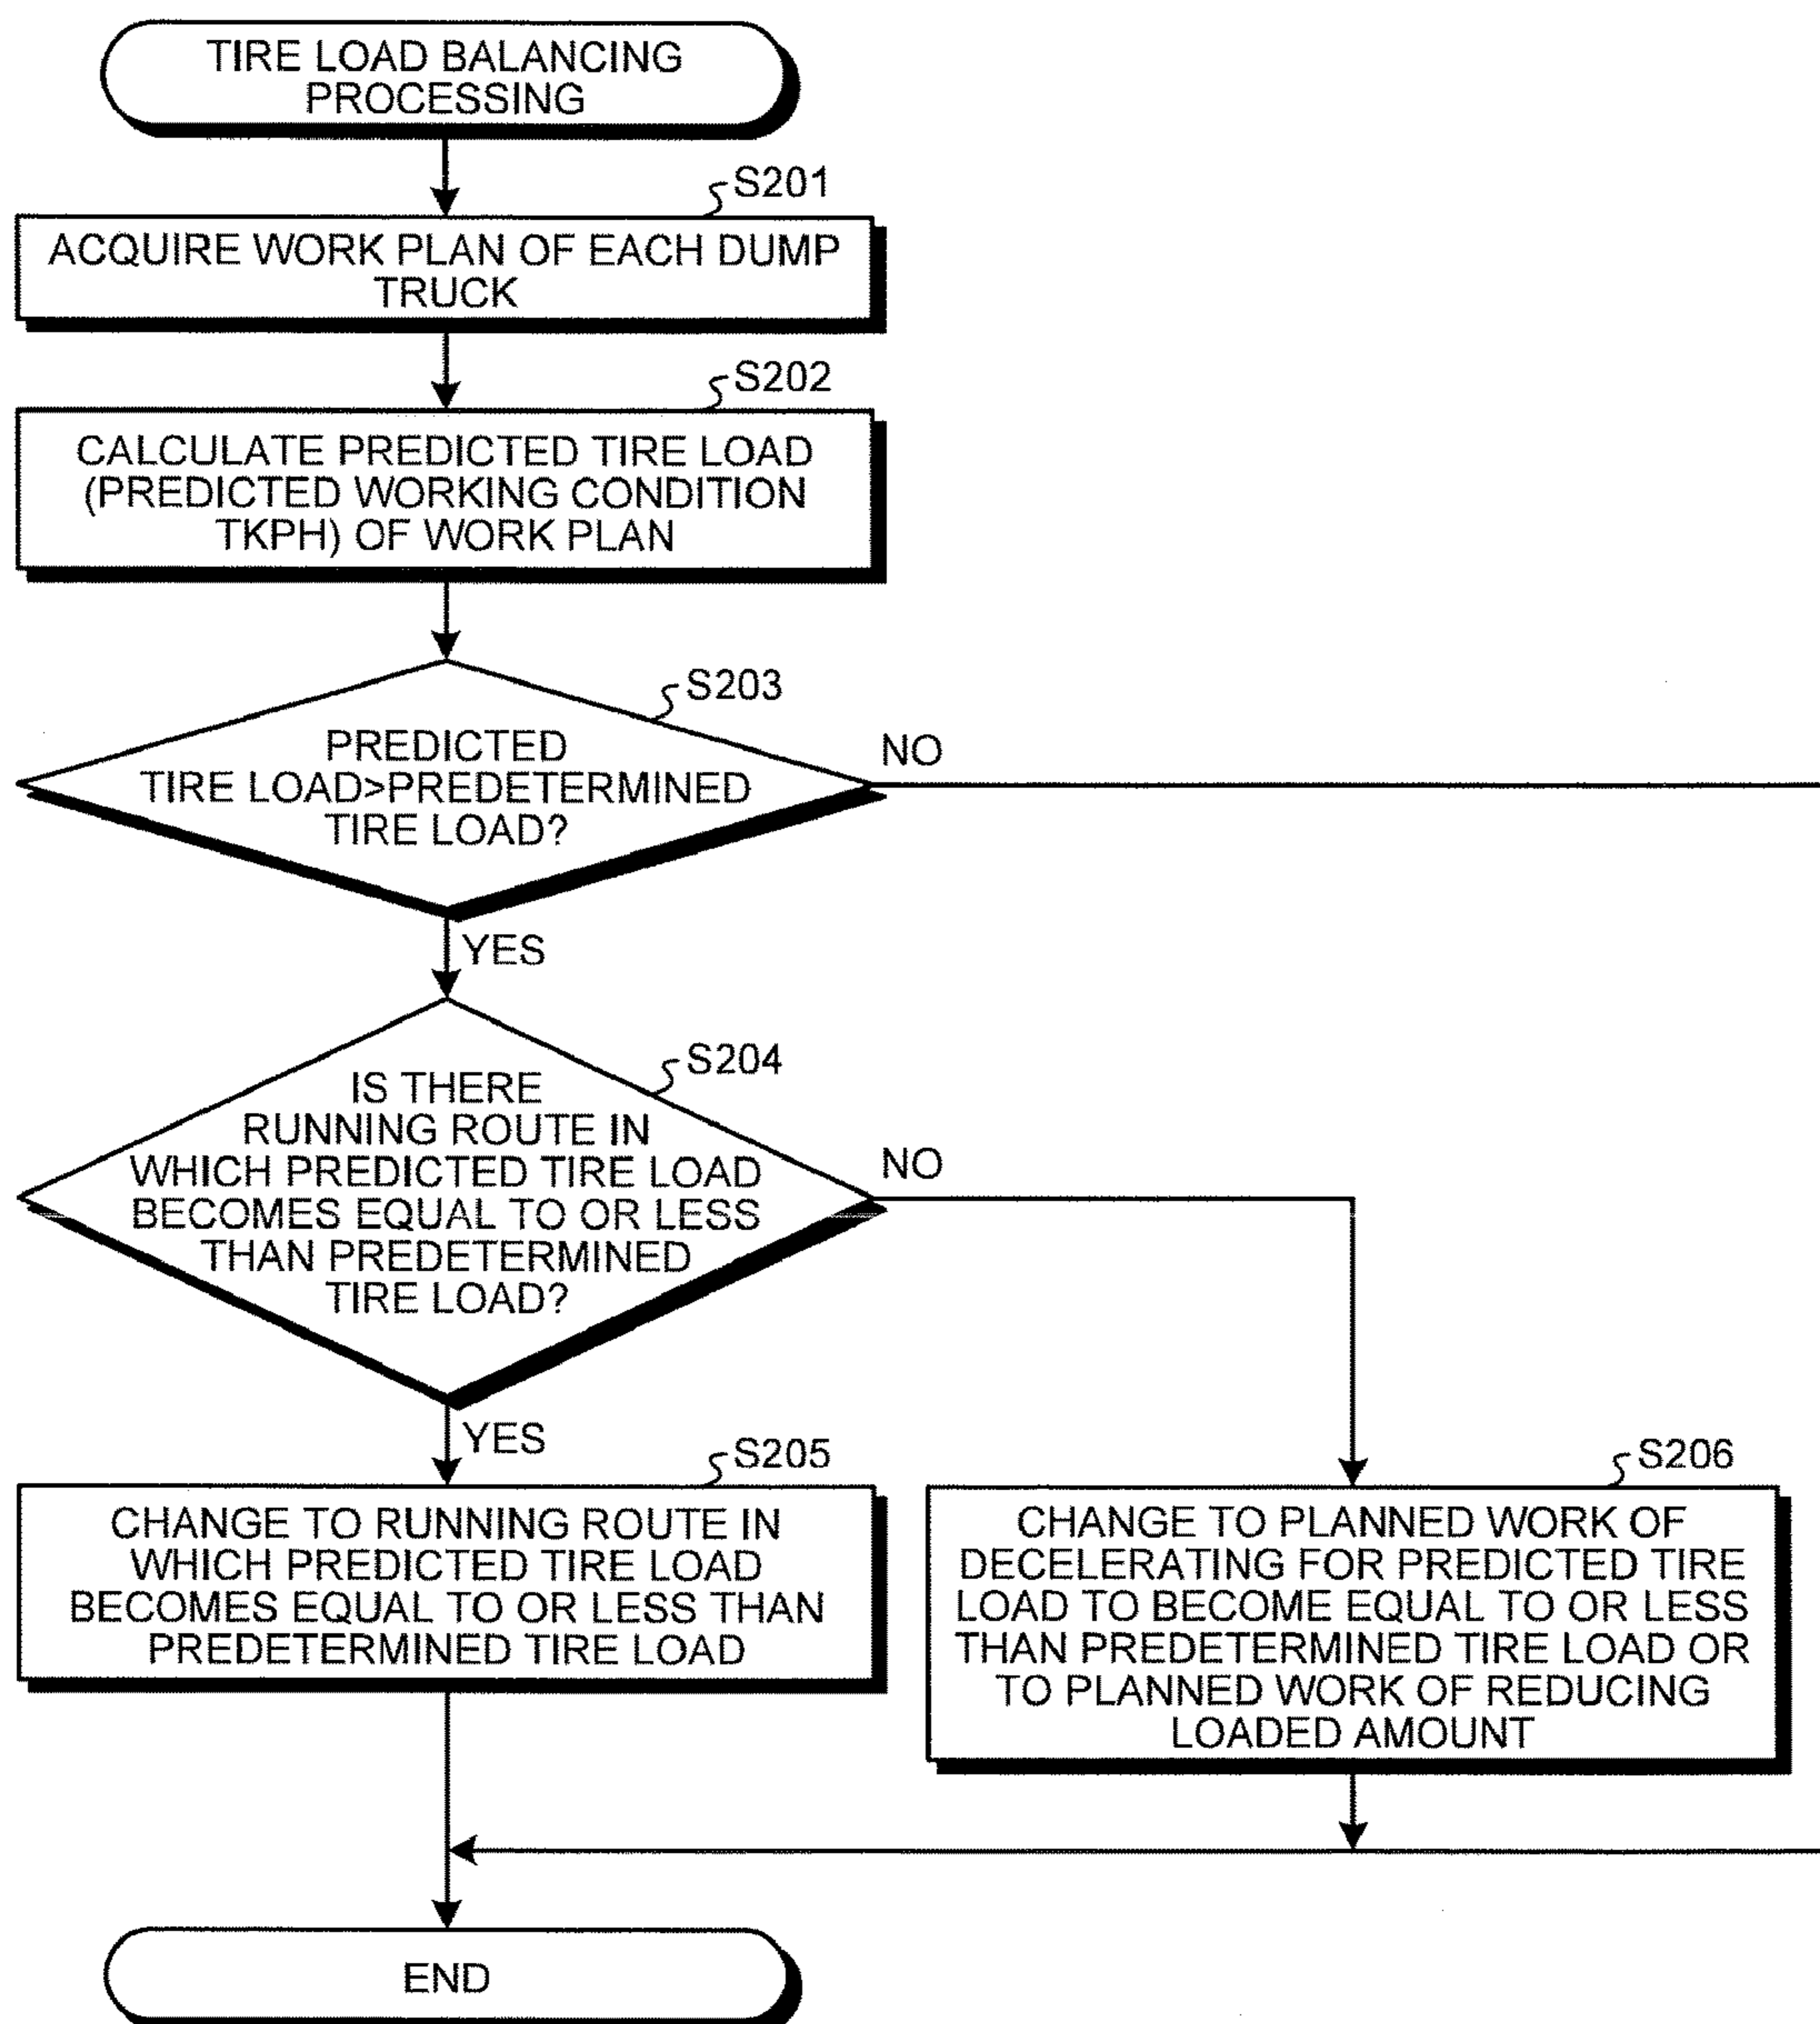 TIRE LOAD BALANCING
PROCESSING
S201
ACQUIRE WORK PLAN OF EACH DUMP
TRUCK
S202
CALCULATE PREDICTED TIRE LOAD
(PREDICTED WORKING CONDITION
TKPH) OF WORK PLAN
S203
PREDICTED
TIRE LOAD>PREDETERMINED
TIRE LOAD?
NO
YES
S204
IS THERE
RUNNING ROUTE IN
WHICH PREDICTED TIRE LOAD
BECOMES EQUAL TO OR LESS
THAN PREDETERMINED
TIRE LOAD?
NO
YES
S205
CHANGE TO RUNNING ROUTE IN
WHICH PREDICTED TIRE LOAD
BECOMES EQUAL TO OR LESS THAN
PREDETERMINED TIRE LOAD
S206
CHANGE TO PLANNED WORK OF
DECELERATING FOR PREDICTED TIRE
LOAD TO BECOME EQUAL TO OR LESS
THAN PREDETERMINED TIRE LOAD OR
TO PLANNED WORK OF REDUCING
LOADED AMOUNT
END